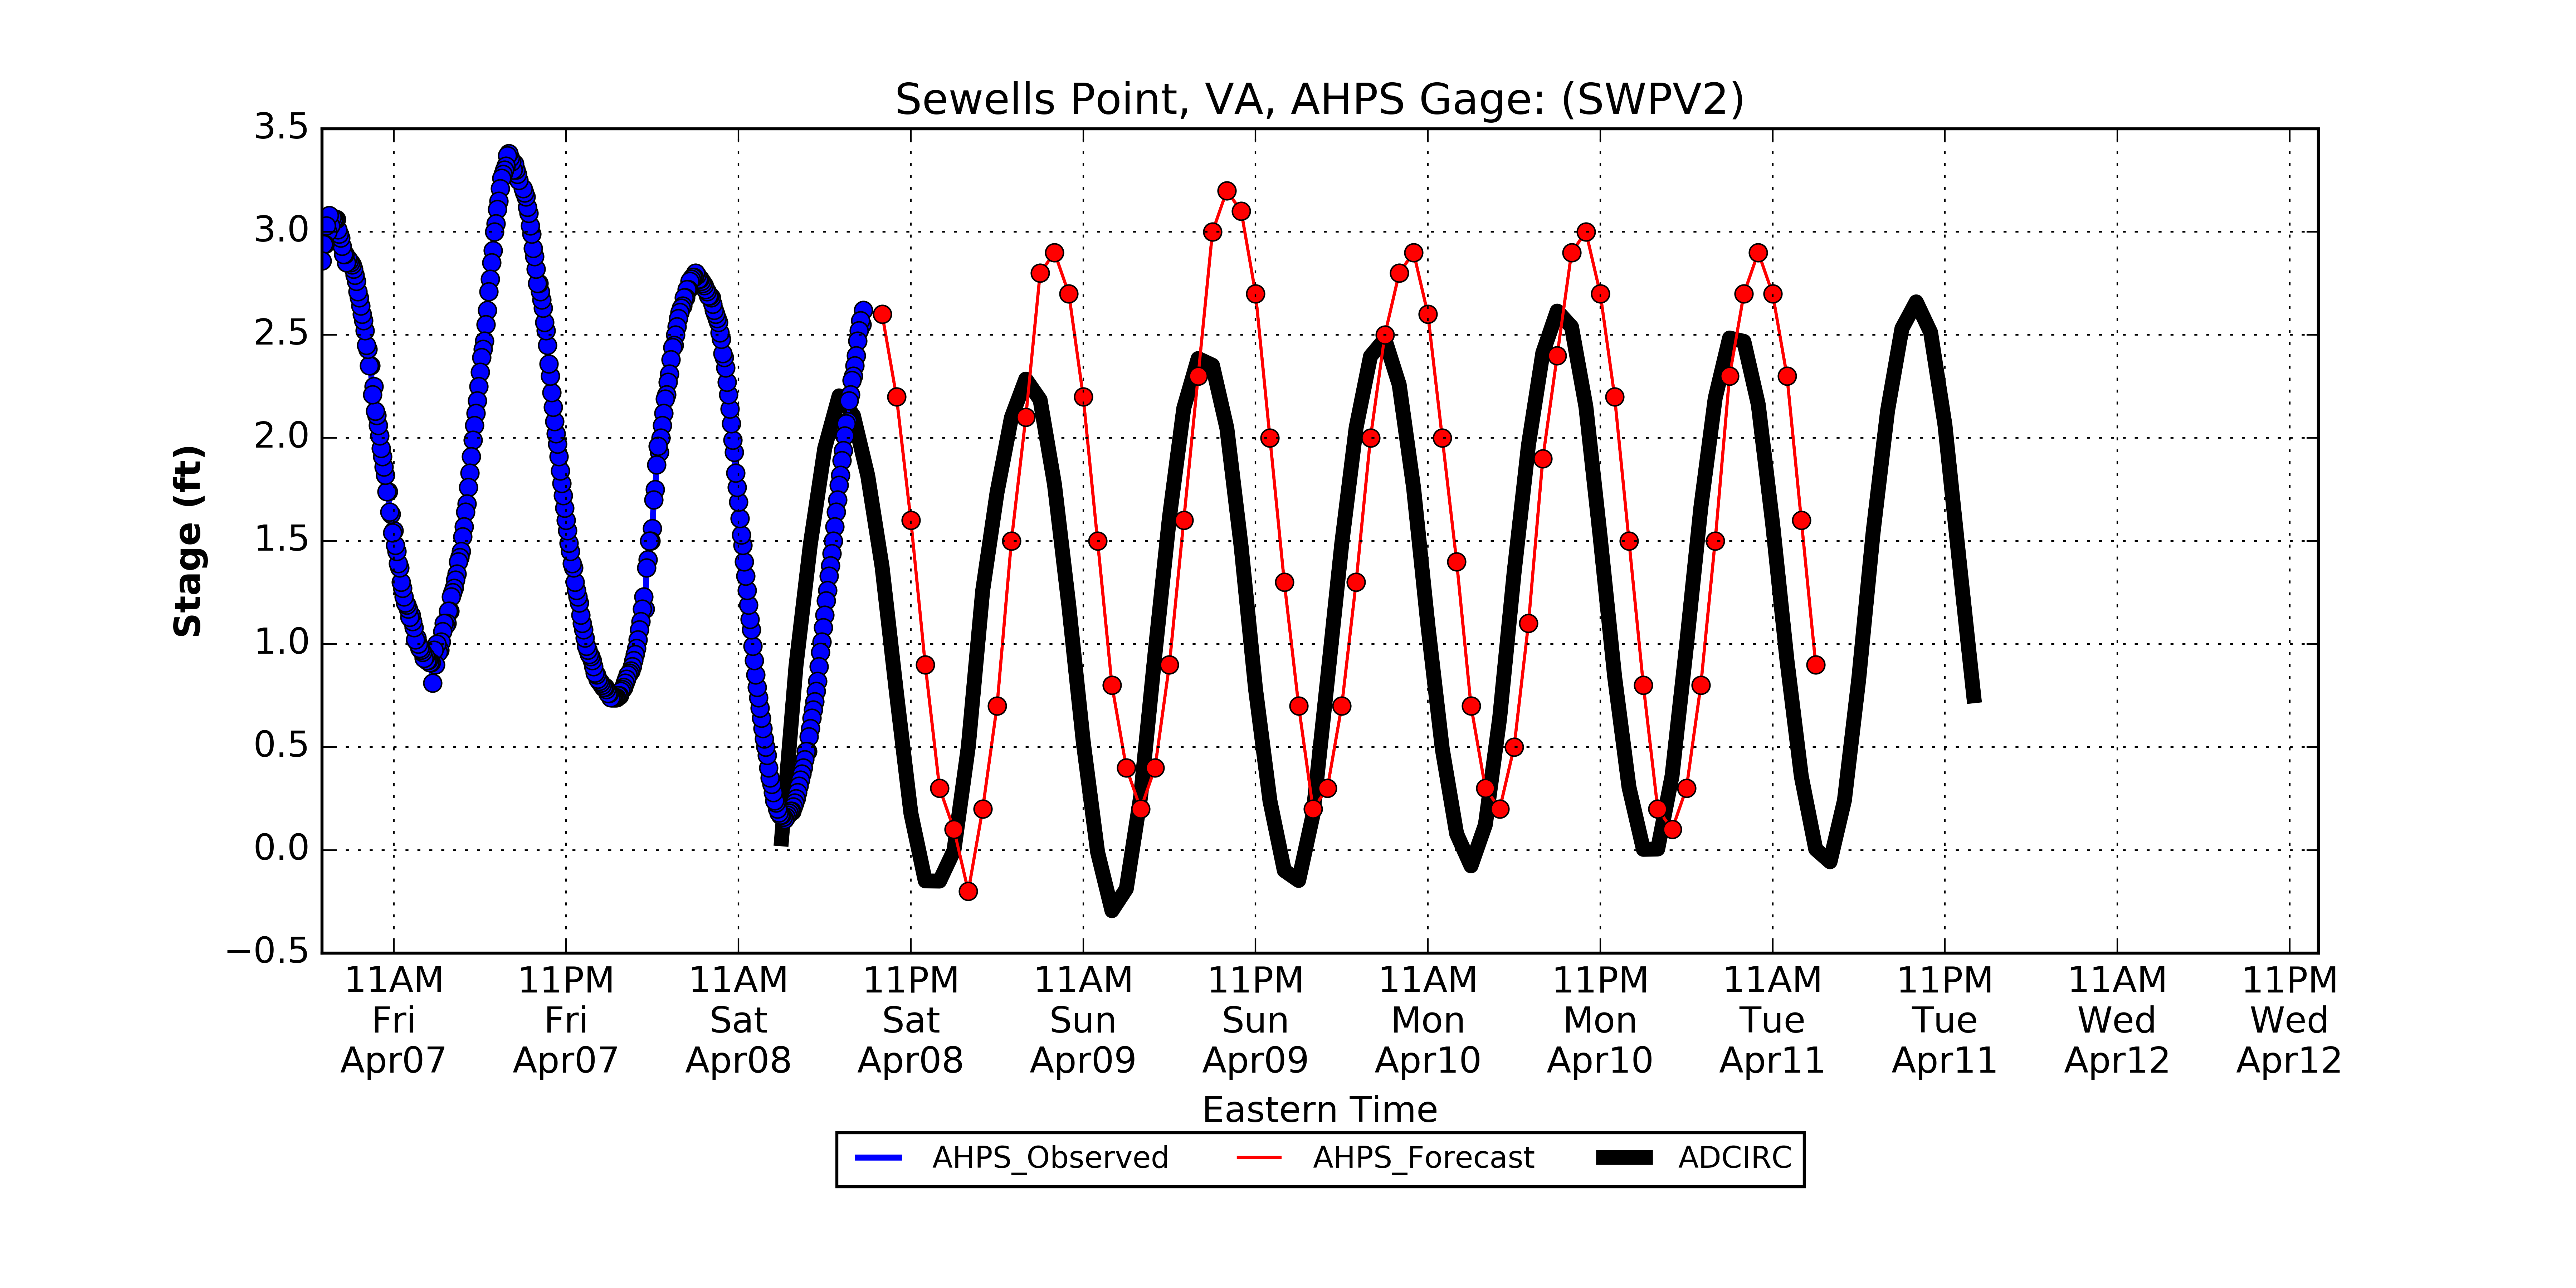 Sewells Point, VA, AHPS Gage: (SWPV2)
Stage (ft)
3.5
3.0
2.5
2.0
1.5
1.0
0.5
0.0
−0.5
11AM 11PM 11AM 11PM 11AM 11PM 11AM 11PM 11AM 11PM 11AM 11PM
Fri Fri Sat Sat Sun Sun Mon Mon Tue Tue Wed Wed
Apr07 Apr07 Apr08 Apr08 Apr09 Apr09 Apr10 Apr10 Apr11 Apr11 Apr12 Apr12
Eastern Time
AHPS_Observed AHPS_Forecast ADCIRC